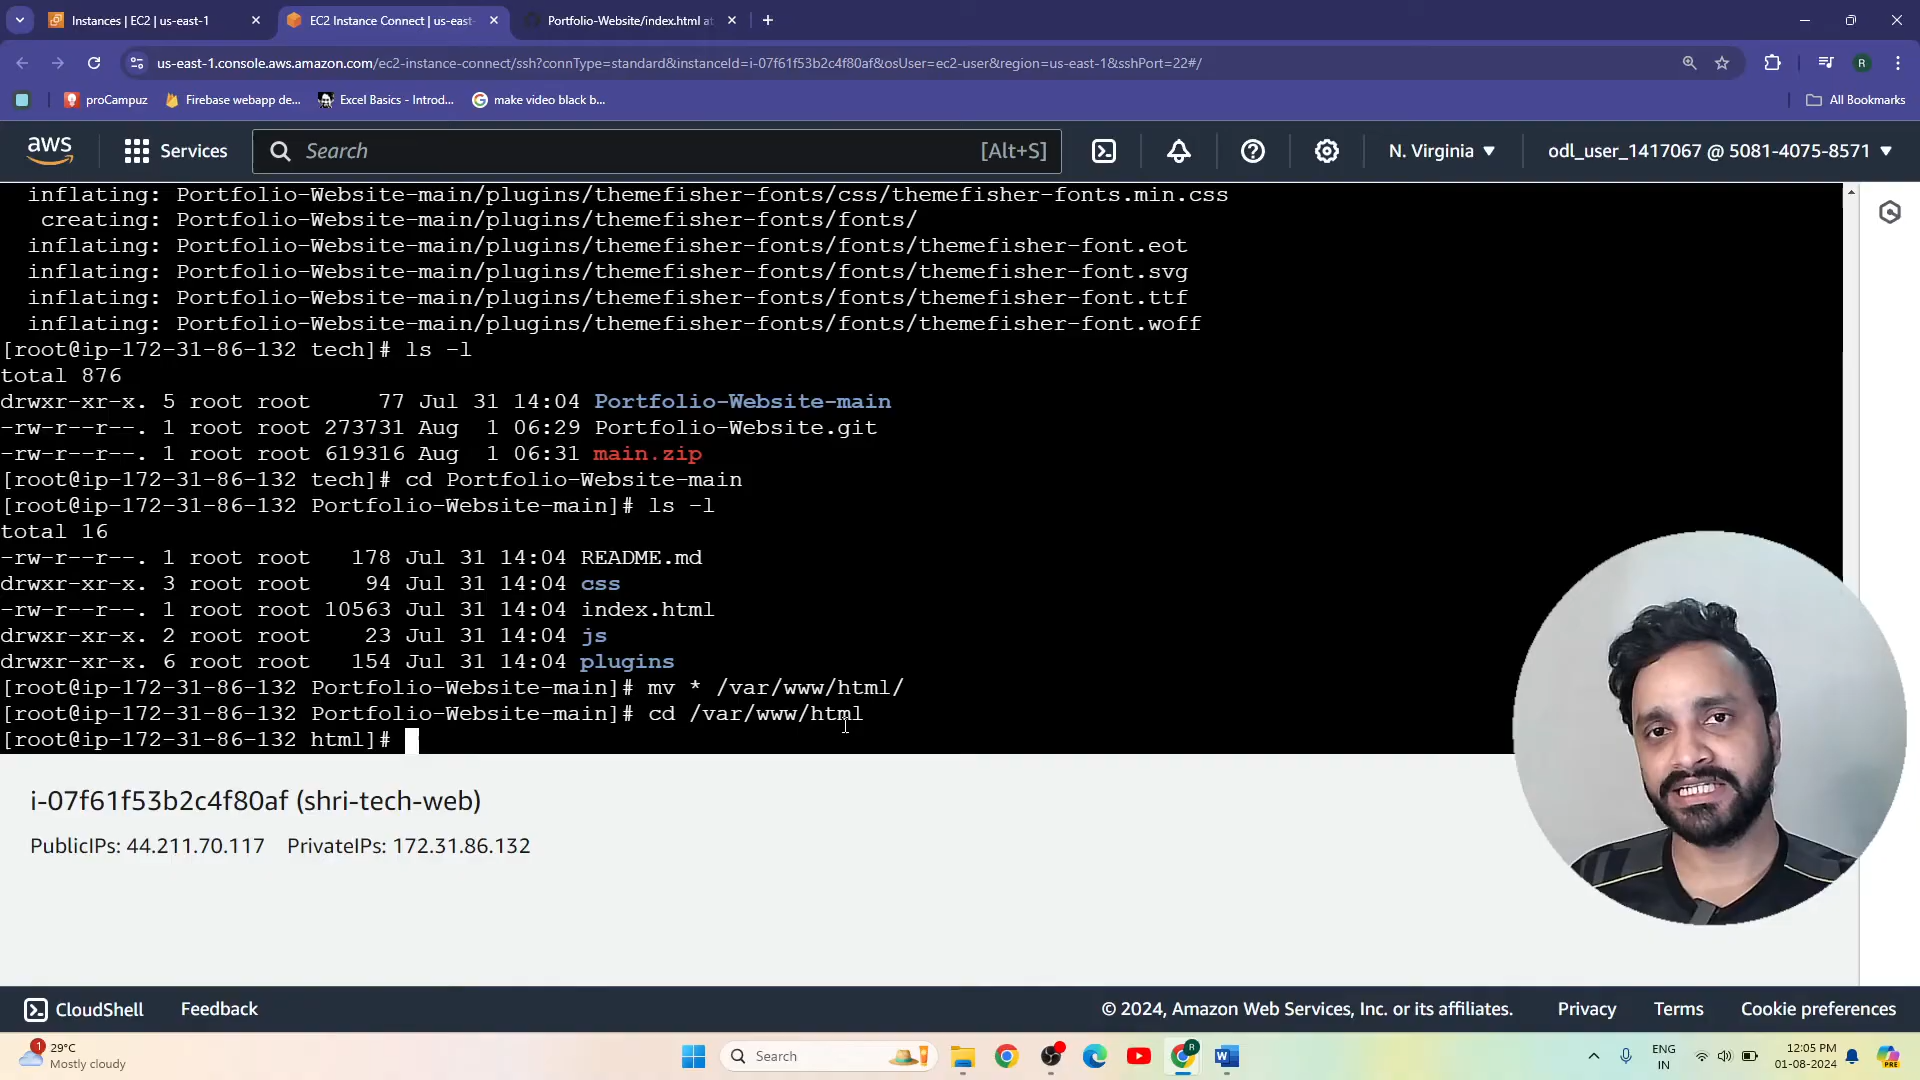 Instances | EC2 | us-east-1
EC2 Instance Connect | us-east-
Portfolio-Website/index.html at
us-east-1.console.aws.amazon.com/ec2-instance-connect/ssh?connType=standard&instanceId=i-07f61f53b2c4f80af&osUser=ec2-user&region=us-east-1&sshPort=22#/
R
proCampuz
Firebase webapp de...
Excel Basics - Introd...
make video black b...
All Bookmarks
aws
Services
Search
[Alt+S]
N. Virginia
odl_user_1417067 @ 5081-4075-8571
inflating: Portfolio-Website-main/plugins/themefisher-fonts/css/themefisher-fonts.min.css
creating: Portfolio-Website-main/plugins/themefisher-fonts/fonts/
inflating: Portfolio-Website-main/plugins/themefisher-fonts/fonts/themefisher-font.eot
inflating: Portfolio-Website-main/plugins/themefisher-fonts/fonts/themefisher-font.svg
inflating: Portfolio-Website-main/plugins/themefisher-fonts/fonts/themefisher-font.ttf
inflating: Portfolio-Website-main/plugins/themefisher-fonts/fonts/themefisher-font.woff
[root@ip-172-31-86-132 tech]# ls -l
total 876
drwxr-xr-x. 5 root root     77 Jul 31 14:04 Portfolio-Website-main
-rw-r--r--. 1 root root 273731 Aug  1 06:29 Portfolio-Website.git
-rw-r--r--. 1 root root 619316 Aug  1 06:31 main.zip
[root@ip-172-31-86-132 tech]# cd Portfolio-Website-main
[root@ip-172-31-86-132 Portfolio-Website-main]# ls -l
total 16
-rw-r--r--. 1 root root   178 Jul 31 14:04 README.md
drwxr-xr-x. 3 root root    94 Jul 31 14:04 css
-rw-r--r--. 1 root root 10563 Jul 31 14:04 index.html
drwxr-xr-x. 2 root root    23 Jul 31 14:04 js
drwxr-xr-x. 6 root root   154 Jul 31 14:04 plugins
[root@ip-172-31-86-132 Portfolio-Website-main]# mv * /var/www/html/
[root@ip-172-31-86-132 Portfolio-Website-main]# cd /var/www/html
[root@ip-172-31-86-132 html]#
i-07f61f53b2c4f80af (shri-tech-web)
PublicIPs: 44.211.70.117 PrivateIPs: 172.31.86.132
CloudShell
Feedback
© 2024, Amazon Web Services, Inc. or its affiliates.
Privacy
Terms
Cookie preferences
1
29°C
Mostly cloudy
Search
R
ENG
IN
12:05 PM
01-08-2024
PRE